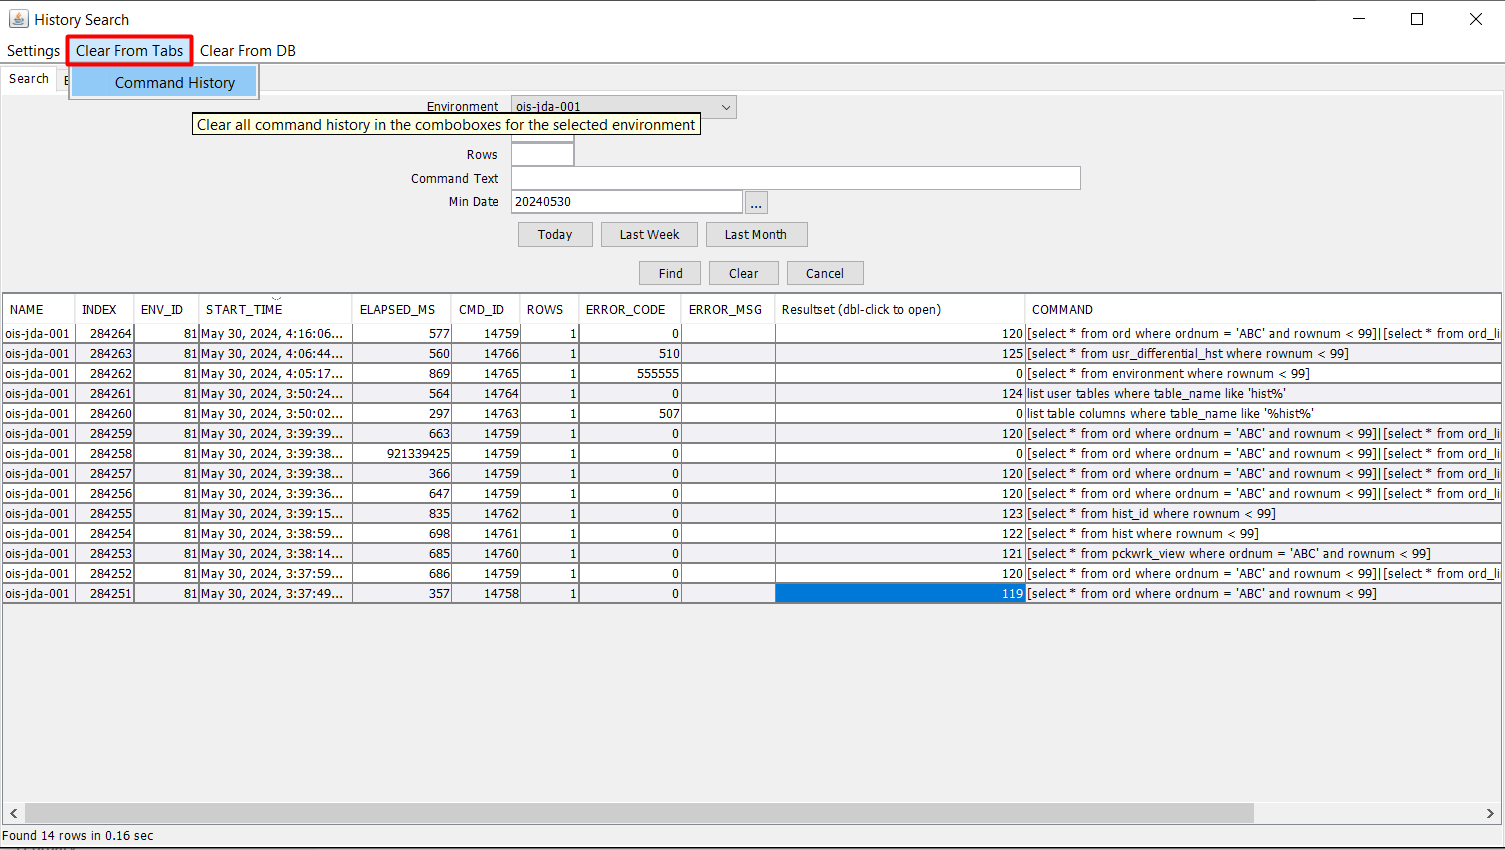 History Search
Settings Clear From Tabs Clear From DB
Search
Command History
Environment ois-jda-001
Clear all command history in the comboboxes for the selected environment
Rows
Command Text
Min Date 20240530 ...
Today Last Week Last Month
Find Clear Cancel
NAME INDEX ENV_ID START_TIME ELAPSED_MS CMD_ID ROWS ERROR_CODE ERROR_MSG Resultset (dbl-click to open) COMMAND
ois-jda-001 284264 81 May 30, 2024, 4:16:06... 577 14759 1 0 120 [select * from ord where ordnum = 'ABC' and rownum < 99]|[select * from ord_li
ois-jda-001 284263 81 May 30, 2024, 4:06:44... 560 14766 1 510 125 [select * from usr_differential_hst where rownum < 99]
ois-jda-001 284262 81 May 30, 2024, 4:05:17... 869 14765 1 555555 0 [select * from environment where rownum < 99]
ois-jda-001 284261 81 May 30, 2024, 3:50:24... 564 14764 1 0 124 list user tables where table_name like 'hist%'
ois-jda-001 284260 81 May 30, 2024, 3:50:02... 297 14763 1 507 0 list table columns where table_name like '%hist%'
ois-jda-001 284259 81 May 30, 2024, 3:39:39... 663 14759 1 0 120 [select * from ord where ordnum = 'ABC' and rownum < 99]|[select * from ord_li
ois-jda-001 284258 81 May 30, 2024, 3:39:38... 921339425 14759 1 0 0 [select * from ord where ordnum = 'ABC' and rownum < 99]|[select * from ord_li
ois-jda-001 284257 81 May 30, 2024, 3:39:38... 366 14759 1 0 120 [select * from ord where ordnum = 'ABC' and rownum < 99]|[select * from ord_li
ois-jda-001 284256 81 May 30, 2024, 3:39:36... 647 14759 1 0 120 [select * from ord where ordnum = 'ABC' and rownum < 99]|[select * from ord_li
ois-jda-001 284255 81 May 30, 2024, 3:39:15... 835 14762 1 0 123 [select * from hist_id where rownum < 99]
ois-jda-001 284254 81 May 30, 2024, 3:38:59... 698 14761 1 0 122 [select * from hist where rownum < 99]
ois-jda-001 284253 81 May 30, 2024, 3:38:14... 685 14760 1 0 121 [select * from pckwrk_view where ordnum = 'ABC' and rownum < 99]
ois-jda-001 284252 81 May 30, 2024, 3:37:59... 686 14759 1 0 120 [select * from ord where ordnum = 'ABC' and rownum < 99]|[select * from ord_li
ois-jda-001 284251 81 May 30, 2024, 3:37:49... 357 14758 1 0 119 [select * from ord where ordnum = 'ABC' and rownum < 99]
Found 14 rows in 0.16 sec